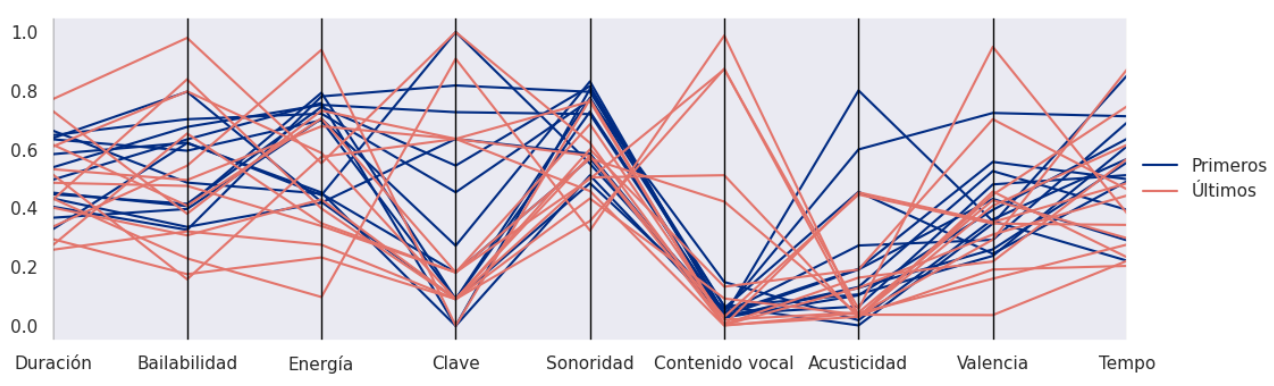 1.0
0.8
0.6
0.4
0.2
0.0
Duración Bailabilidad Energía Clave Sonoridad Contenido vocal Acusticidad Valencia Tempo
Primeros
Últimos